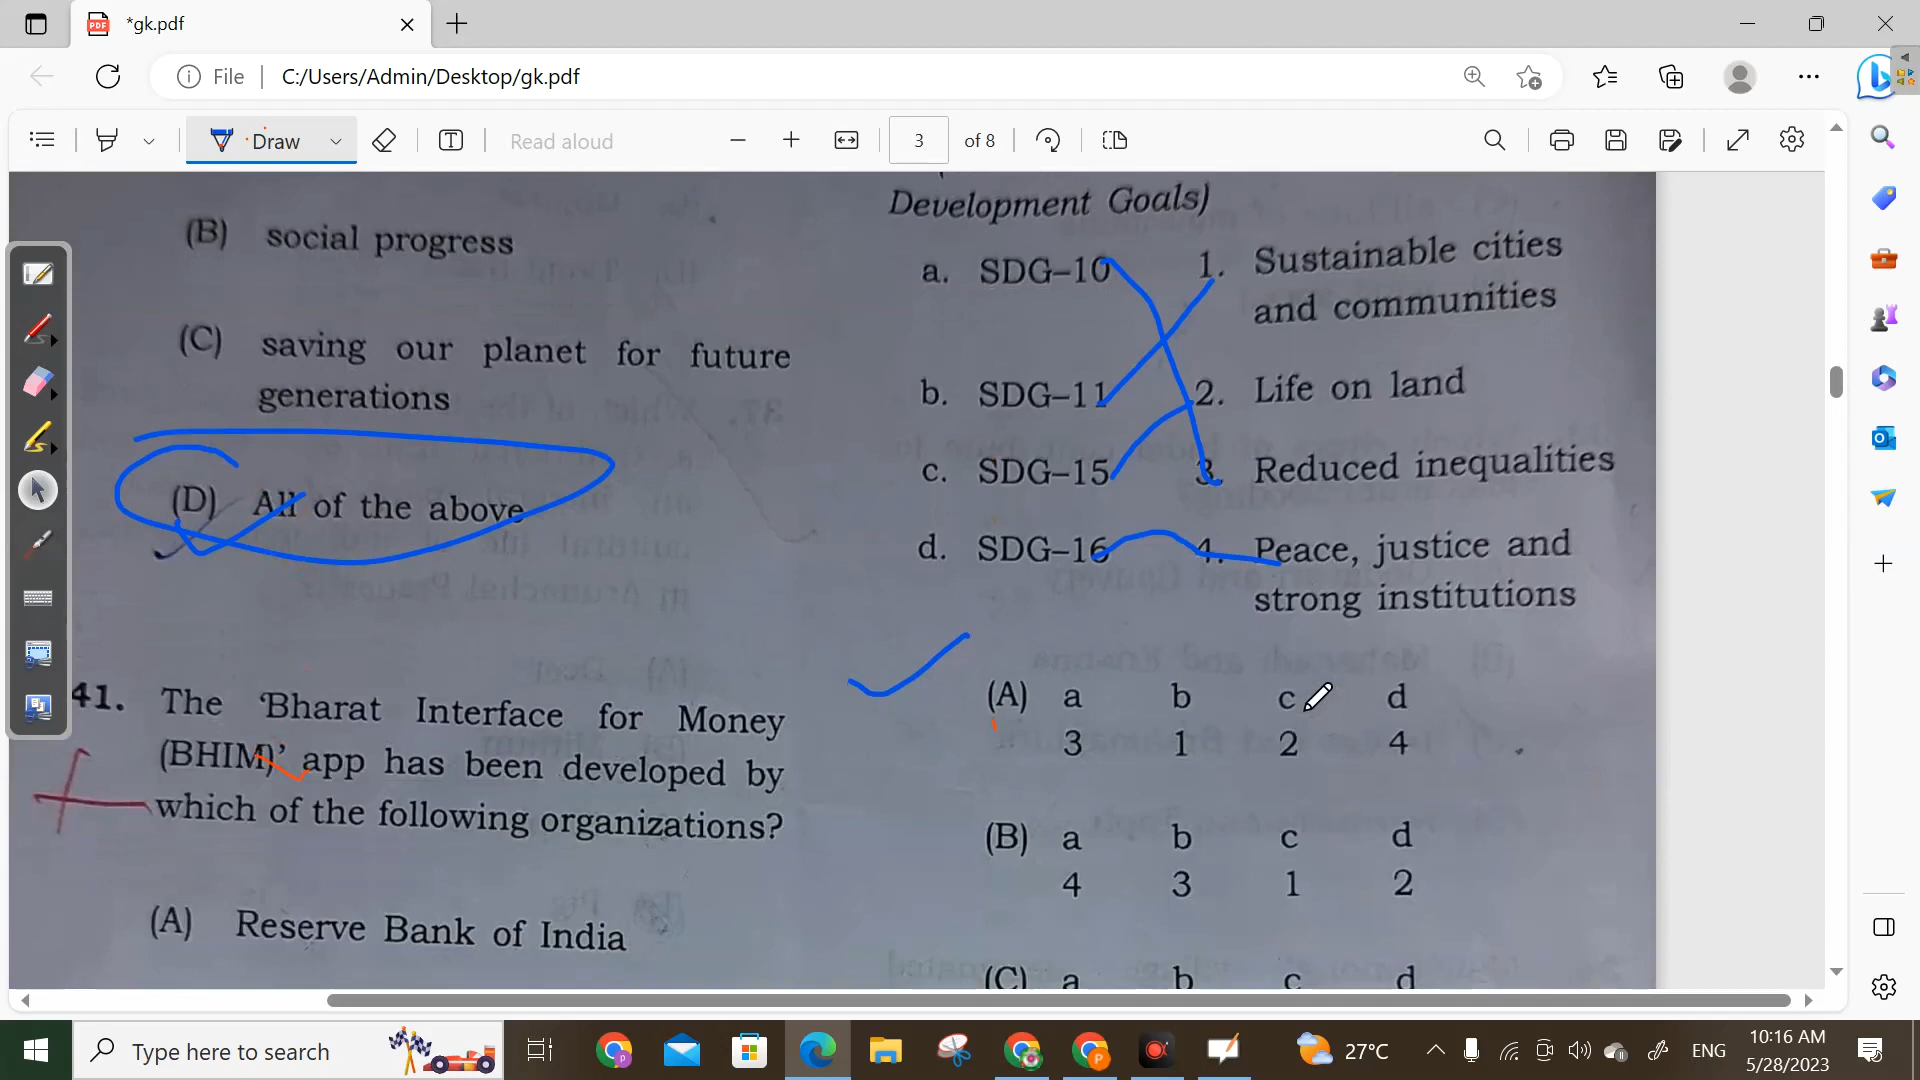 *gk.pdf
File
C:/Users/Admin/Desktop/gk.pdf
Draw
Read aloud
3
of 8
(B) social progress
(C) saving our planet for future
generations
(D) All of the above
41. The 'Bharat Interface for Money
(BHIM)' app has been developed by
which of the following organizations?
(A) Reserve Bank of India
Development Goals)
a. SDG–10 1. Sustainable cities
and communities
b. SDG–11 2. Life on land
c. SDG–15 3. Reduced inequalities
d. SDG–16 4. Peace, justice and
strong institutions
(A) a b c d
3 1 2 4
(B) a b c d
4 3 1 2
(C) a b c d
Type here to search
27°C
ENG
10:16 AM
5/28/2023